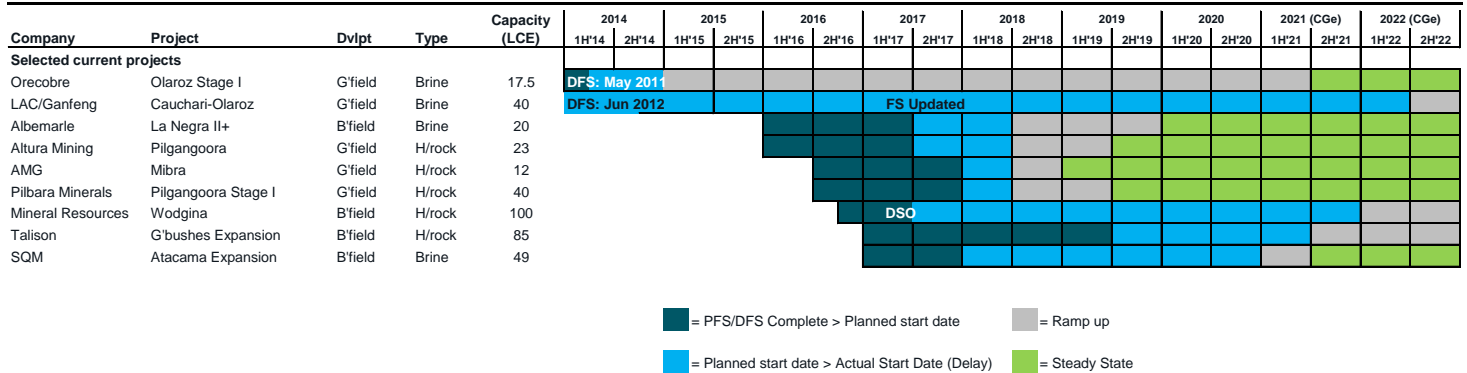 Capacity 2014 2015 2016 2017 2018 2019 2020 2021 (CGe) 2022 (CGe)
Company Project Dvlpt Type (LCE) 1H'14 2H'14 1H'15 2H'15 1H'16 2H'16 1H'17 2H'17 1H'18 2H'18 1H'19 2H'19 1H'20 2H'20 1H'21 2H'21 1H'22 2H'22
Selected current projects
Orecobre Olaroz Stage I G'field Brine 17.5 DFS: May 2011
LAC/Ganfeng Cauchari-Olaroz G'field Brine 40 DFS: Jun 2012 FS Updated
Albemarle La Negra II+ B'field Brine 20
Altura Mining Pilgangoora G'field H/rock 23
AMG Mibra G'field H/rock 12
Pilbara Minerals Pilgangoora Stage I G'field H/rock 40
Mineral Resources Wodgina B'field H/rock 100 DSO
Talison G'bushes Expansion B'field H/rock 85
SQM Atacama Expansion B'field Brine 49
= PFS/DFS Complete > Planned start date = Ramp up
= Planned start date > Actual Start Date (Delay) = Steady State